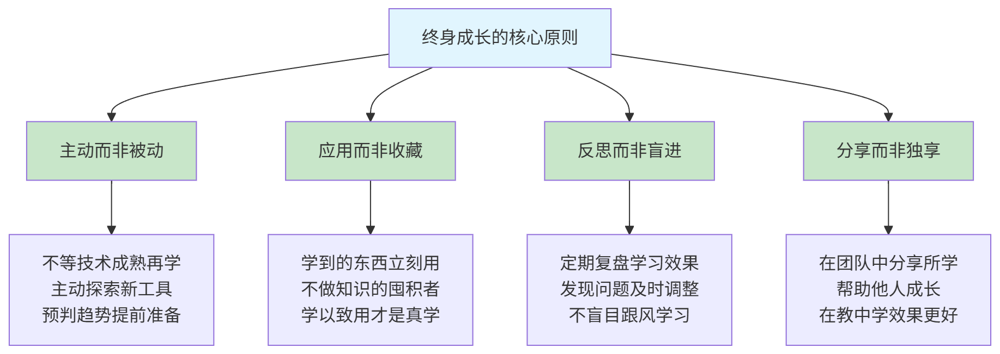 终身成长的核心原则
主动而非被动
应用而非收藏
反思而非盲进
分享而非独享
不等技术成熟再学
主动探索新工具
预判趋势提前准备
学到的东西立刻用
不做知识的囤积者
学以致用才是真学
定期复盘学习效果
发现问题及时调整
不盲目跟风学习
在团队中分享所学
帮助他人成长
在教中学效果更好